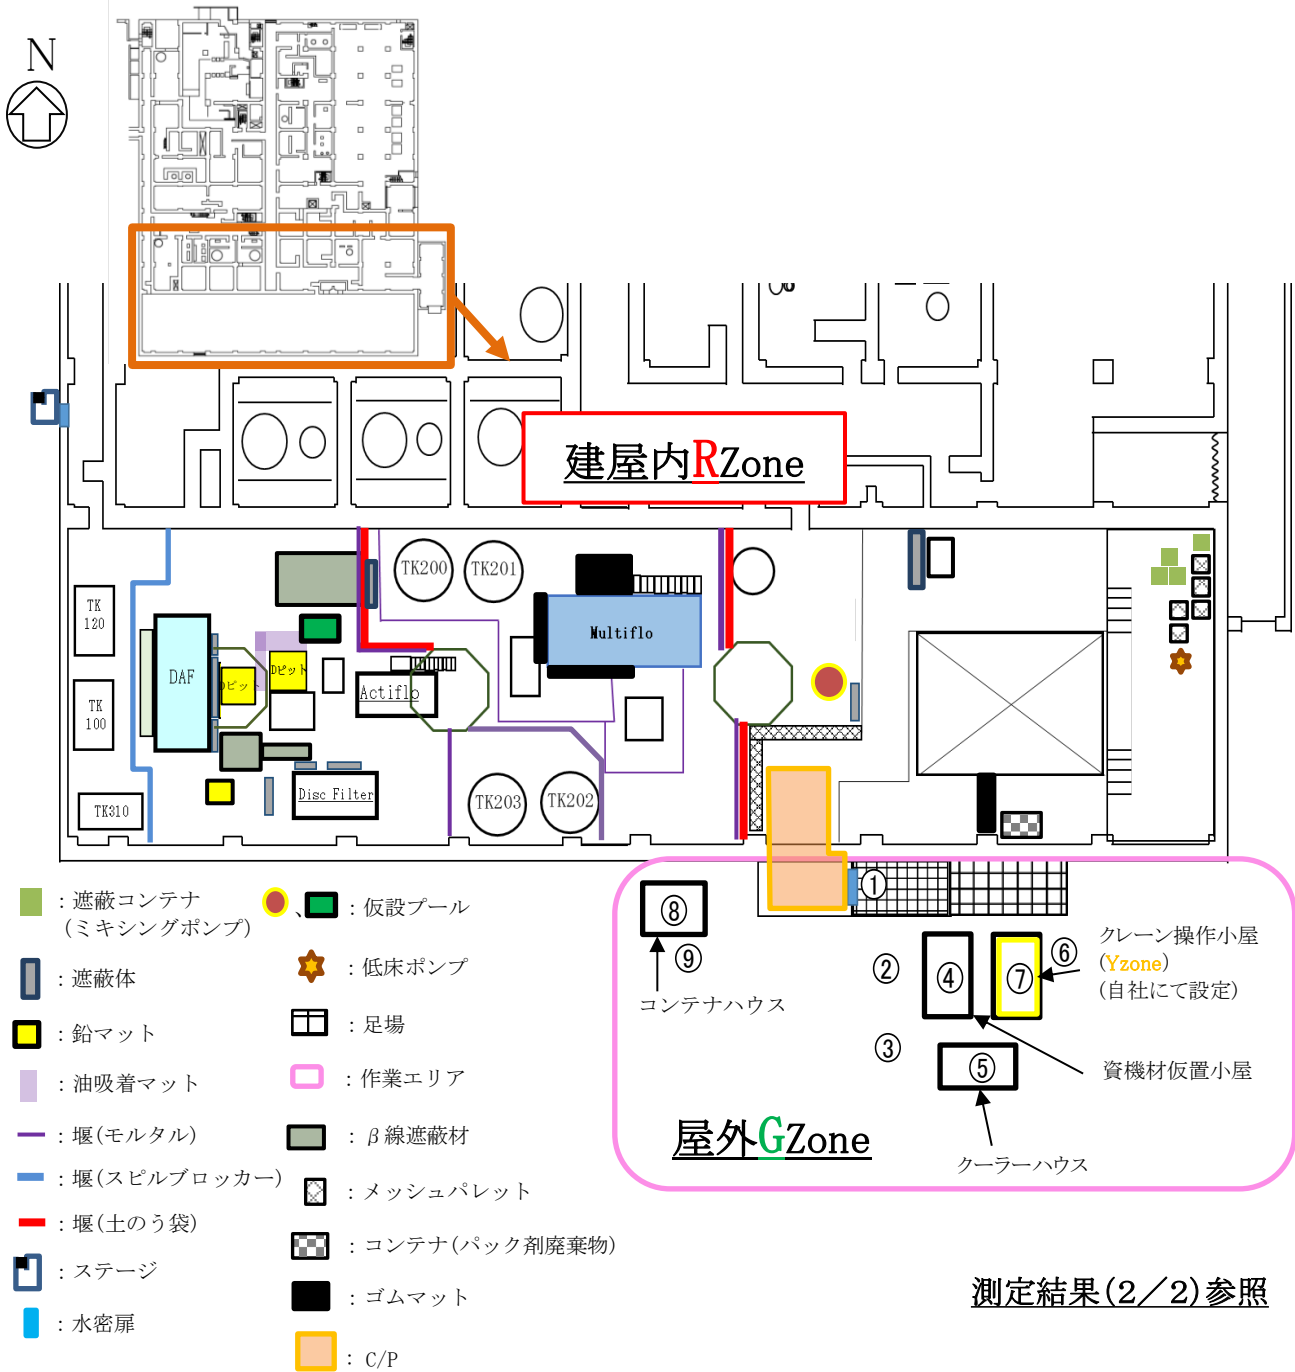 N
建屋内RZone
TK200
TK201
TK
120
Multiflo
DAF
Dピット
Dピット
Actiflo
TK
100
Disc Filter
TK203
TK202
TK310
①
：遮蔽コンテナ
(ミキシングポンプ)
、
：仮設プール
⑧
⑨
コンテナハウス
②
④
⑦
⑥
クレーン操作小屋
(Yzone)
(自社にて設定)
：遮蔽体
：低床ポンプ
③
⑤
資機材仮置小屋
：鉛マット
：足場
：油吸着マット
：作業エリア
屋外GZone
クーラーハウス
：堰(モルタル)
：β線遮蔽材
：堰(スピルブロッカー)
：メッシュパレット
：堰(土のう袋)
：コンテナ(パック剤廃棄物)
：ステージ
：ゴムマット
測定結果(2／2)参照
：水密扉
：C/P